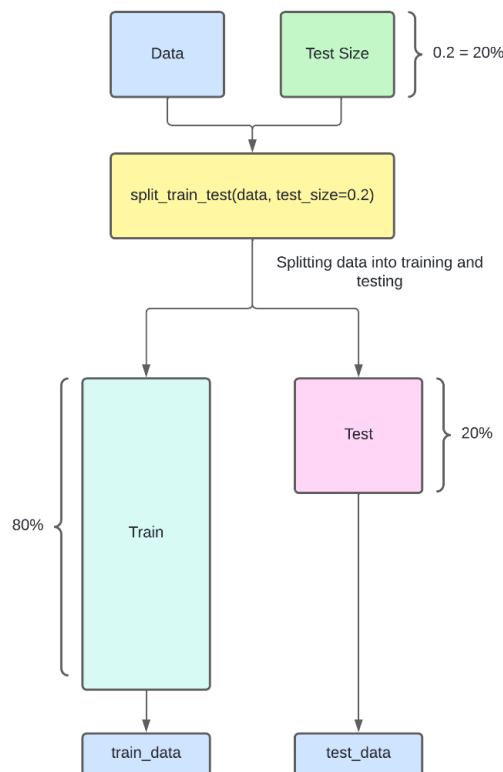 Data
Test Size
0.2 = 20%
split_train_test(data, test_size=0.2)
Splitting data into training and
testing
Test
20%
80%
Train
train_data
test_data